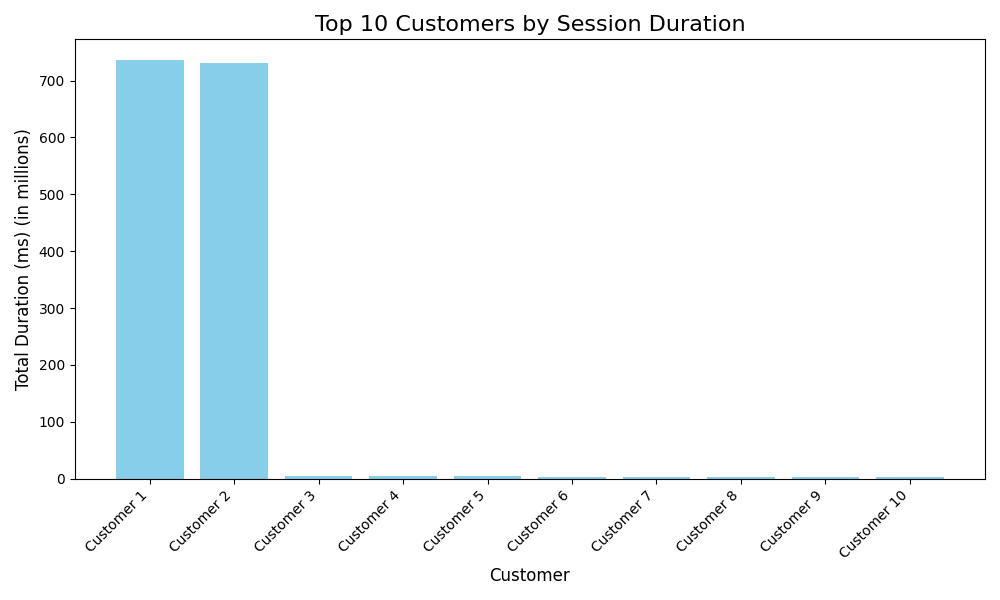 Top 10 Customers by Session Duration
Total Duration (ms) (in millions)
700
600
500
400
300
200
100
0
Customer 1
Customer 2
Customer 3
Customer 4
Customer 5
Customer 6
Customer 7
Customer 8
Customer 9
Customer 10
Customer